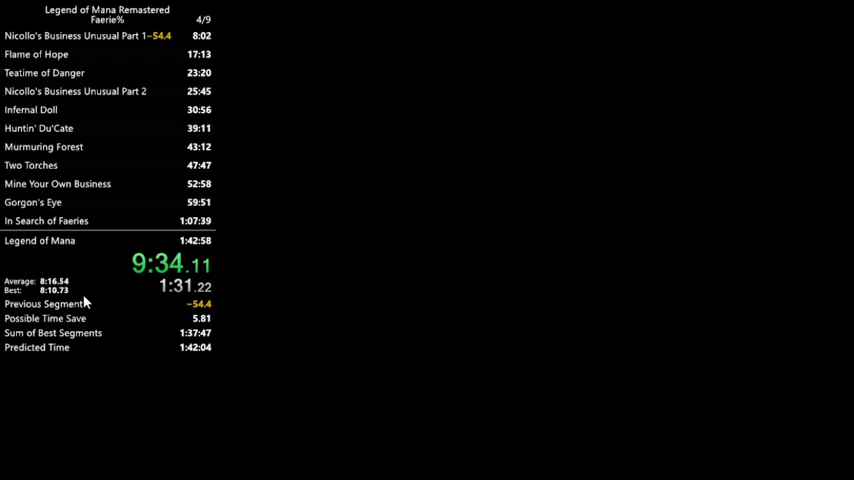 Legend of Mana Remastered
Faerie% 4/9
Nicollo's Business Unusual Part 1 −54.4 8:02
Flame of Hope 17:13
Teatime of Danger 23:20
Nicollo's Business Unusual Part 2 25:45
Infernal Doll 30:56
Huntin' Du'Cate 39:11
Murmuring Forest 43:12
Two Torches 47:47
Mine Your Own Business 52:58
Gorgon's Eye 59:51
In Search of Faeries 1:07:39
Legend of Mana 1:42:58
9:34.11
Average: 8:16.54 1:31.22
Best: 8:10.73
Previous Segment −54.4
Possible Time Save 5.81
Sum of Best Segments 1:37:47
Predicted Time 1:42:04